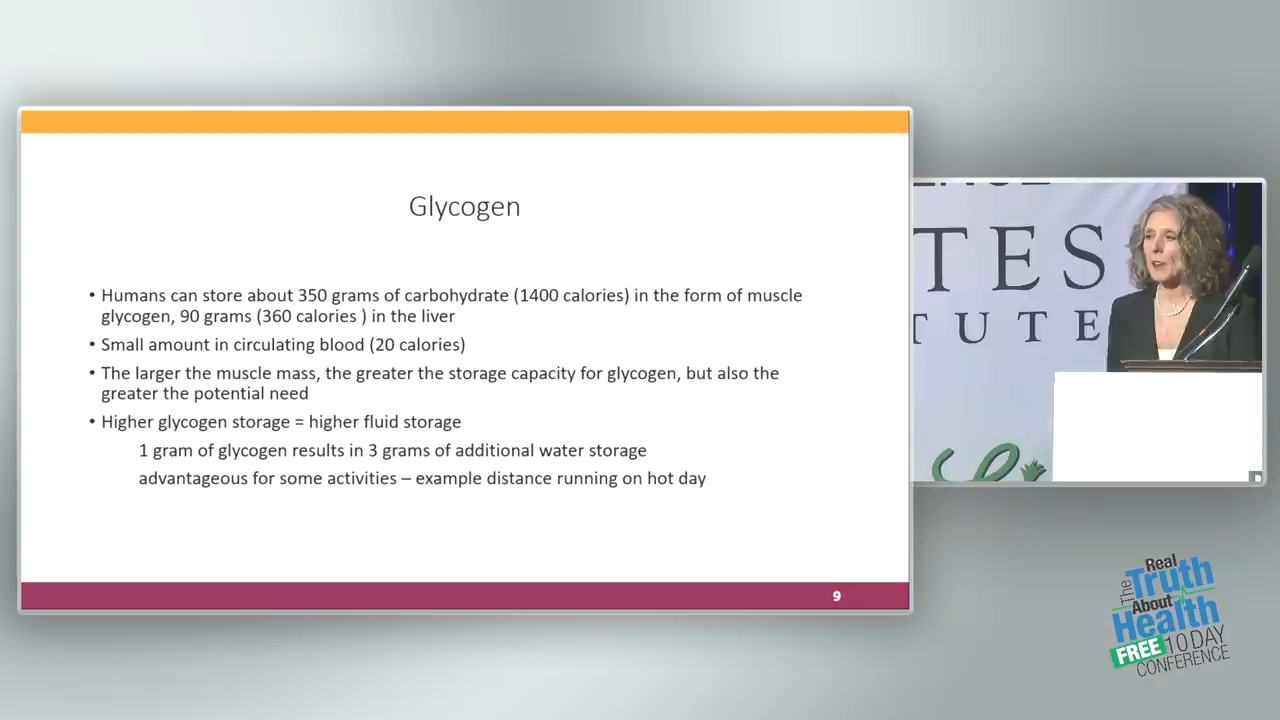 Glycogen
• Humans can store about 350 grams of carbohydrate (1400 calories) in the form of muscle
glycogen, 90 grams (360 calories ) in the liver
• Small amount in circulating blood (20 calories)
• The larger the muscle mass, the greater the storage capacity for glycogen, but also the
greater the potential need
• Higher glycogen storage = higher fluid storage
1 gram of glycogen results in 3 grams of additional water storage
advantageous for some activities – example distance running on hot day
9
TES
TUTE
The Real
Truth
About
Health
FREE 10 DAY
CONFERENCE